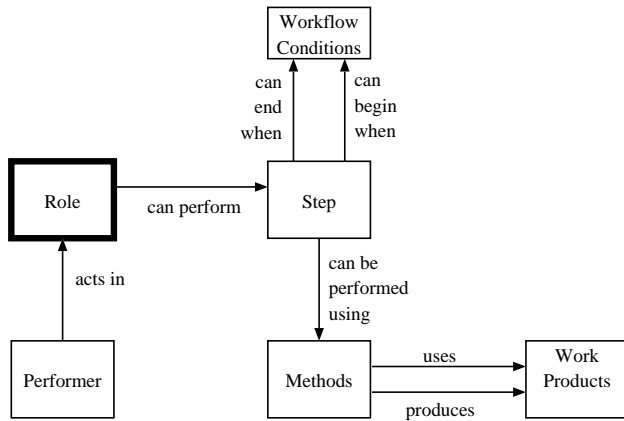 Workflow
Conditions
can
end
when
can
begin
when
Role
can perform
Step
acts in
can be
performed
using
Performer
Methods
uses
produces
Work
Products